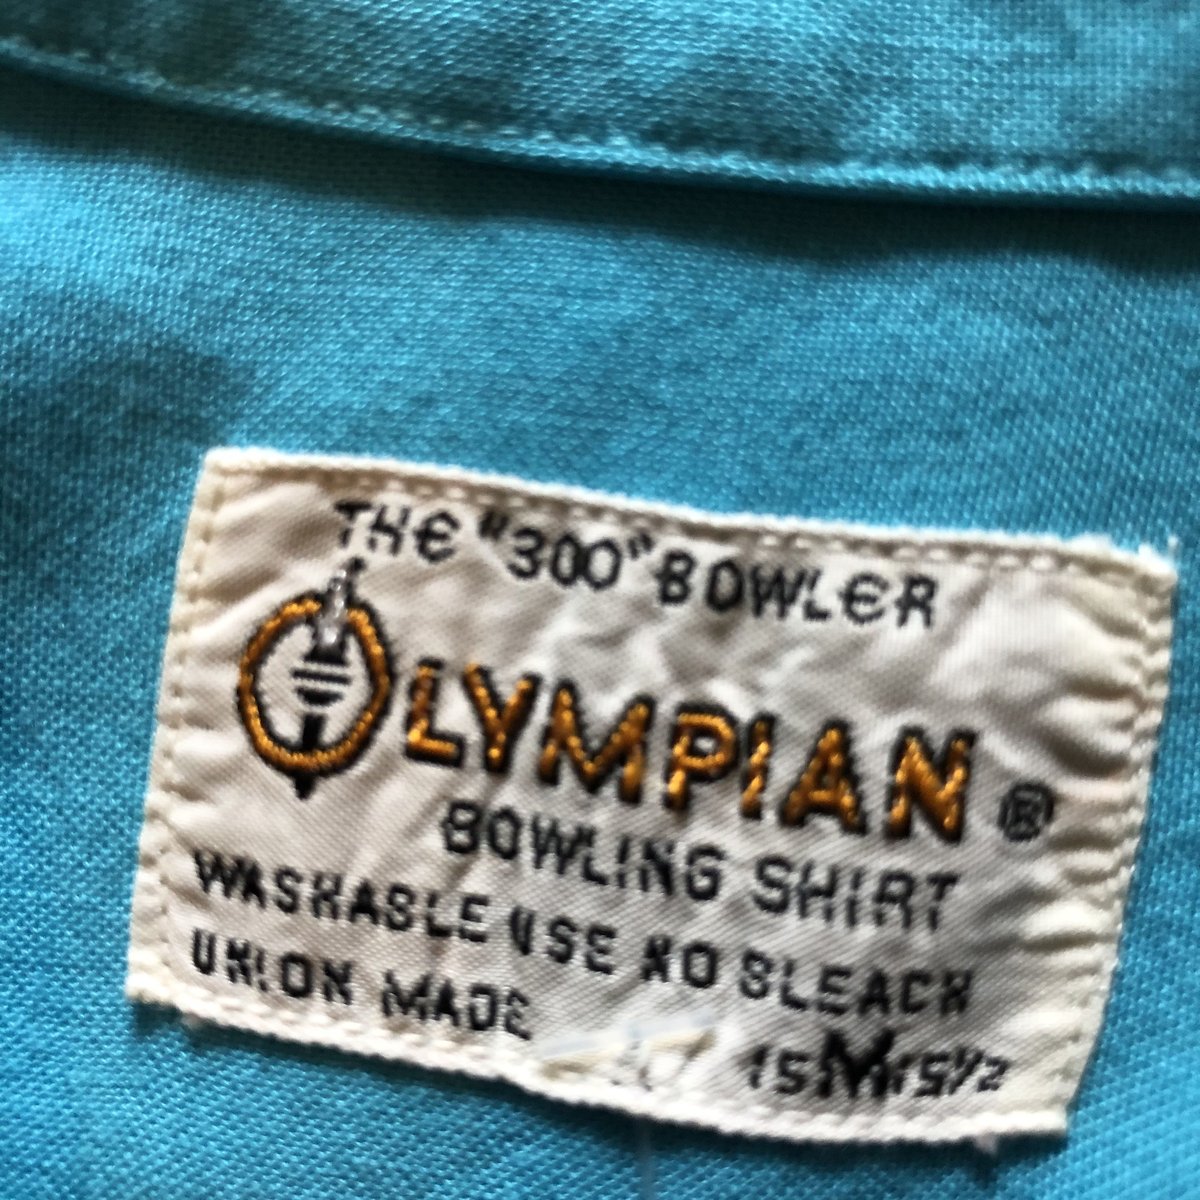 THE "300" BOWLER
OLYMPIAN ®
BOWLING SHIRT
WASHABLE USE NO BLEACH
UNION MADE
15 M 15½